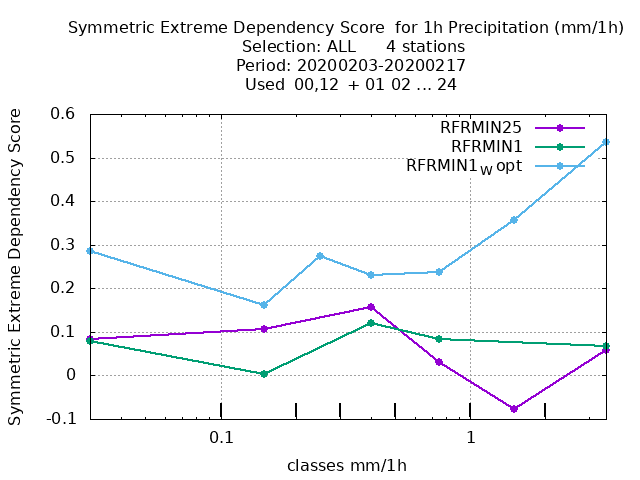 Symmetric Extreme Dependency Score for 1h Precipitation (mm/1h)
Selection: ALL 4 stations
Period: 20200203-20200217
Used 00,12 + 01 02 ... 24
Symmetric Extreme Dependency Score
0.6
0.5
0.4
0.3
0.2
0.1
0
-0.1
RFRMIN25
RFRMIN1
RFRMIN1W opt
0.1 1
classes mm/1h